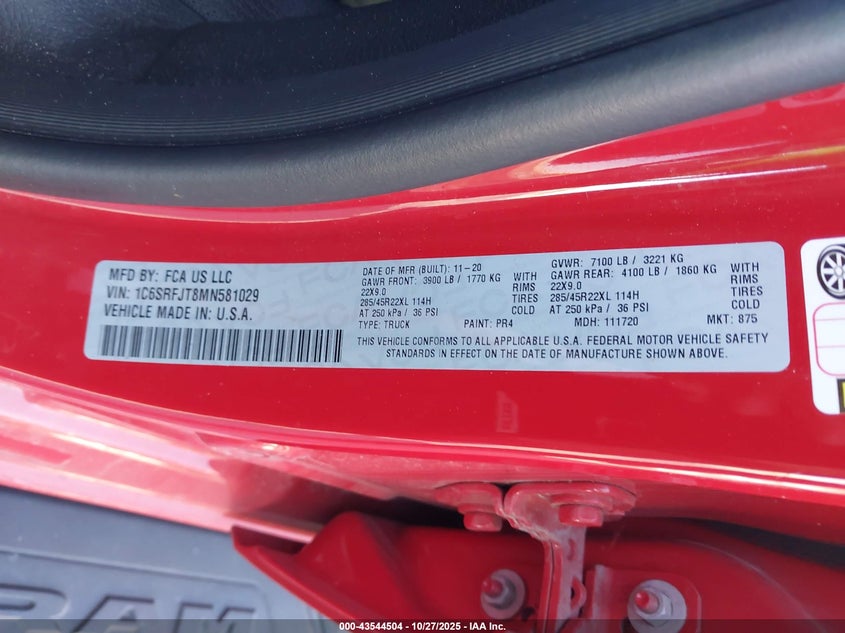 MFD BY: FCA US LLC
VIN: 1C6SRFJT8MN581029
VEHICLE MADE IN: U.S.A.
DATE OF MFR (BUILT): 11-20
GAWR FRONT: 3900 LB / 1770 KG WITH
22X9.0 RIMS
285/45R22XL 114H TIRES
AT 250 kPa / 36 PSI COLD
TYPE: TRUCK PAINT: PR4
GVWR: 7100 LB / 3221 KG
GAWR REAR: 4100 LB / 1860 KG WITH
22X9.0 RIMS
285/45R22XL 114H TIRES
AT 250 kPa / 36 PSI COLD
MDH: 111720 MKT: 875
THIS VEHICLE CONFORMS TO ALL APPLICABLE U.S.A. FEDERAL MOTOR VEHICLE SAFETY
STANDARDS IN EFFECT ON THE DATE OF MANUFACTURE SHOWN ABOVE.
RAM
000-43544504 | 10/27/2025 | IAA Inc.